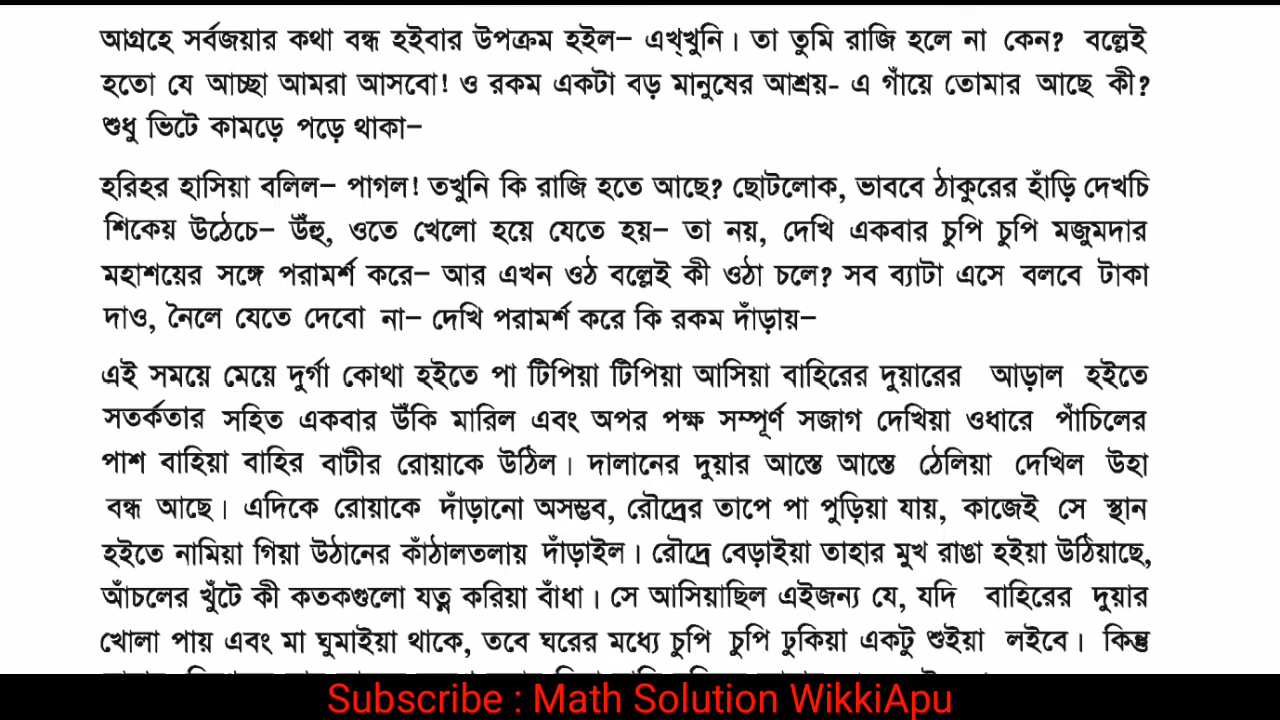 আগ্রহে সর্বজয়ার কথা বন্ধ হইবার উপক্রম হইল– এখ্খুনি। তা তুমি রাজি হলে না কেন? বল্লেই
হতো যে আচ্ছা আমরা আসবো! ও রকম একটা বড় মানুষের আশ্রয়- এ গাঁয়ে তোমার আছে কী?
শুধু ভিটে কামড়ে পড়ে থাকা–
হরিহর হাসিয়া বলিল– পাগল! তখুনি কি রাজি হতে আছে? ছোটলোক, ভাববে ঠাকুরের হাঁড়ি দেখচি
শিকেয় উঠেচে– উঁহু, ওতে খেলো হয়ে যেতে হয়– তা নয়, দেখি একবার চুপি চুপি মজুমদার
মহাশয়ের সঙ্গে পরামর্শ করে– আর এখন ওঠ বল্লেই কী ওঠা চলে? সব ব্যাটা এসে বলবে টাকা
দাও, নৈলে যেতে দেবো না– দেখি পরামর্শ করে কি রকম দাঁড়ায়–
এই সময়ে মেয়ে দুর্গা কোথা হইতে পা টিপিয়া টিপিয়া আসিয়া বাহিরের দুয়ারের আড়াল হইতে
সতর্কতার সহিত একবার উঁকি মারিল এবং অপর পক্ষ সম্পূর্ণ সজাগ দেখিয়া ওধারে পাঁচিলের
পাশ বাহিয়া বাহির বাটীর রোয়াকে উঠিল। দালানের দুয়ার আস্তে আস্তে ঠেলিয়া দেখিল উহা
বন্ধ আছে। এদিকে রোয়াকে দাঁড়ানো অসম্ভব, রৌদ্রের তাপে পা পুড়িয়া যায়, কাজেই সে স্থান
হইতে নামিয়া গিয়া উঠানের কাঁঠালতলায় দাঁড়াইল। রৌদ্রে বেড়াইয়া তাহার মুখ রাঙা হইয়া উঠিয়াছে,
আঁচলের খুঁটে কী কতকগুলো যত্ন করিয়া বাঁধা। সে আসিয়াছিল এইজন্য যে, যদি বাহিরের দুয়ার
খোলা পায় এবং মা ঘুমাইয়া থাকে, তবে ঘরের মধ্যে চুপি চুপি ঢুকিয়া একটু শুইয়া লইবে। কিন্তু
Subscribe : Math Solution WikkiApu